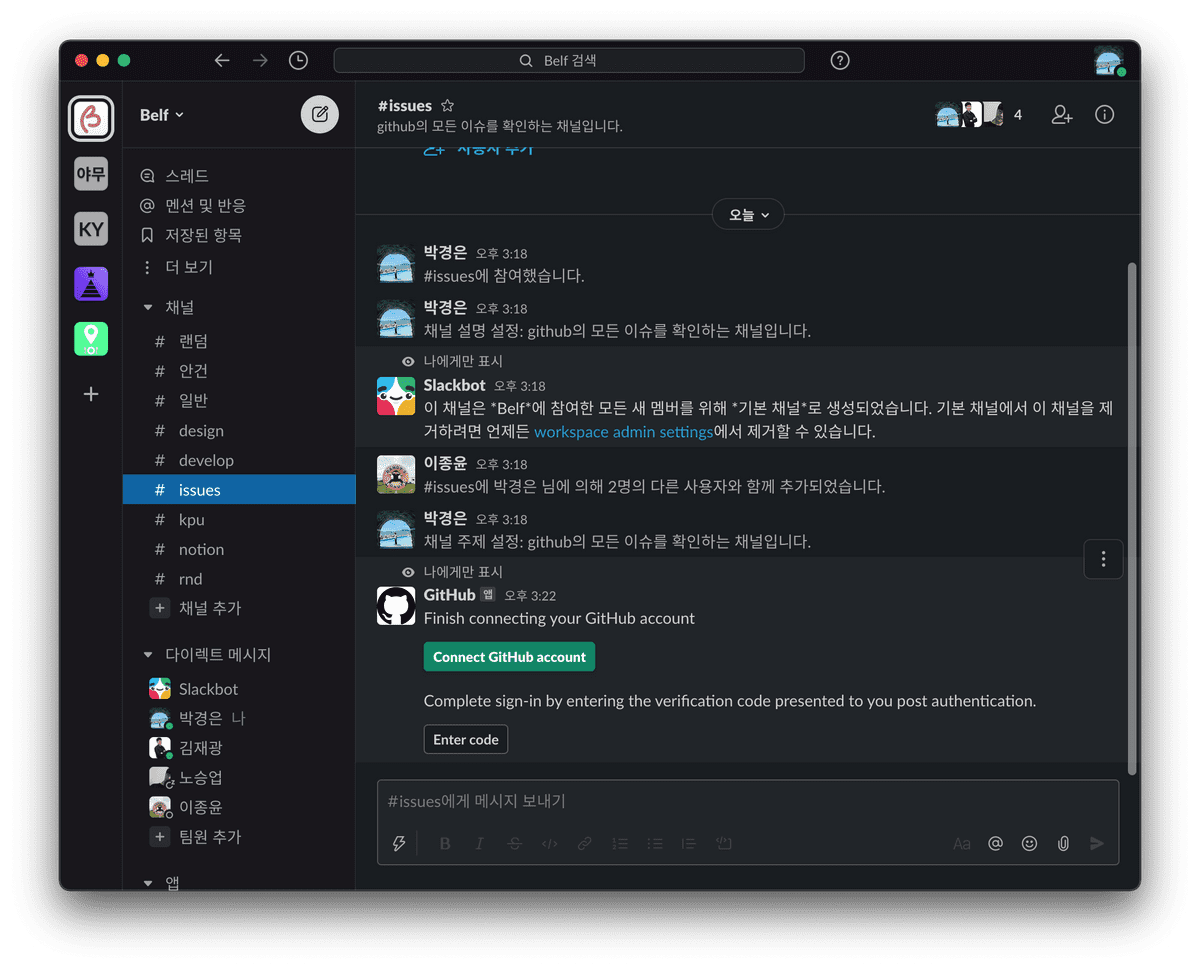 Belf 검색
Belf
야무
KY
스레드
멘션 및 반응
저장된 항목
더 보기
채널
# 랜덤
# 안건
# 일반
# design
# develop
# issues
# kpu
# notion
# rnd
+ 채널 추가
다이렉트 메시지
Slackbot
박경은 나
김재광
노승업
이종윤
+ 팀원 추가
앱
#issues
github의 모든 이슈를 확인하는 채널입니다.
4
사용자 추가
오늘
박경은 오후 3:18
#issues에 참여했습니다.
박경은 오후 3:18
채널 설명 설정: github의 모든 이슈를 확인하는 채널입니다.
나에게만 표시
Slackbot 오후 3:18
이 채널은 *Belf*에 참여한 모든 새 멤버를 위해 *기본 채널*로 생성되었습니다. 기본 채널에서 이 채널을 제
거하려면 언제든 workspace admin settings에서 제거할 수 있습니다.
이종윤 오후 3:18
#issues에 박경은 님에 의해 2명의 다른 사용자와 함께 추가되었습니다.
박경은 오후 3:18
채널 주제 설정: github의 모든 이슈를 확인하는 채널입니다.
나에게만 표시
GitHub 앱 오후 3:22
Finish connecting your GitHub account
Connect GitHub account
Complete sign-in by entering the verification code presented to you post authentication.
Enter code
#issues에게 메시지 보내기
B I S </> Aa @